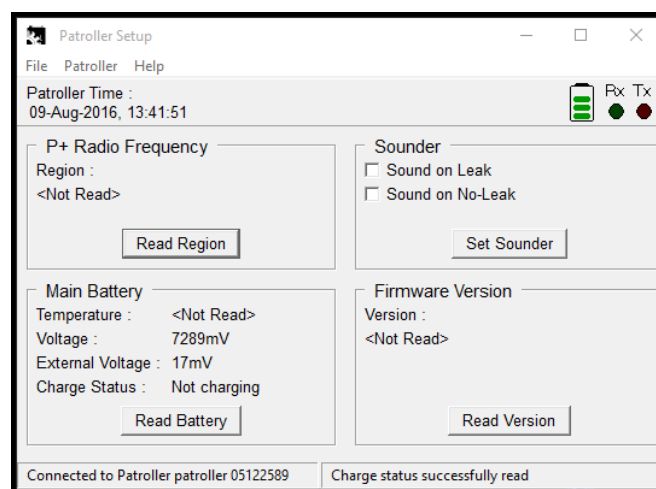 Patroller Setup
File Patroller Help
Patroller Time :
09-Aug-2016, 13:41:51
Rx Tx
P+ Radio Frequency
Region :
<Not Read>
Read Region
Sounder
Sound on Leak
Sound on No-Leak
Set Sounder
Main Battery
Temperature : <Not Read>
Voltage : 7289mV
External Voltage : 17mV
Charge Status : Not charging
Read Battery
Firmware Version
Version :
<Not Read>
Read Version
Connected to Patroller patroller 05122589
Charge status successfully read